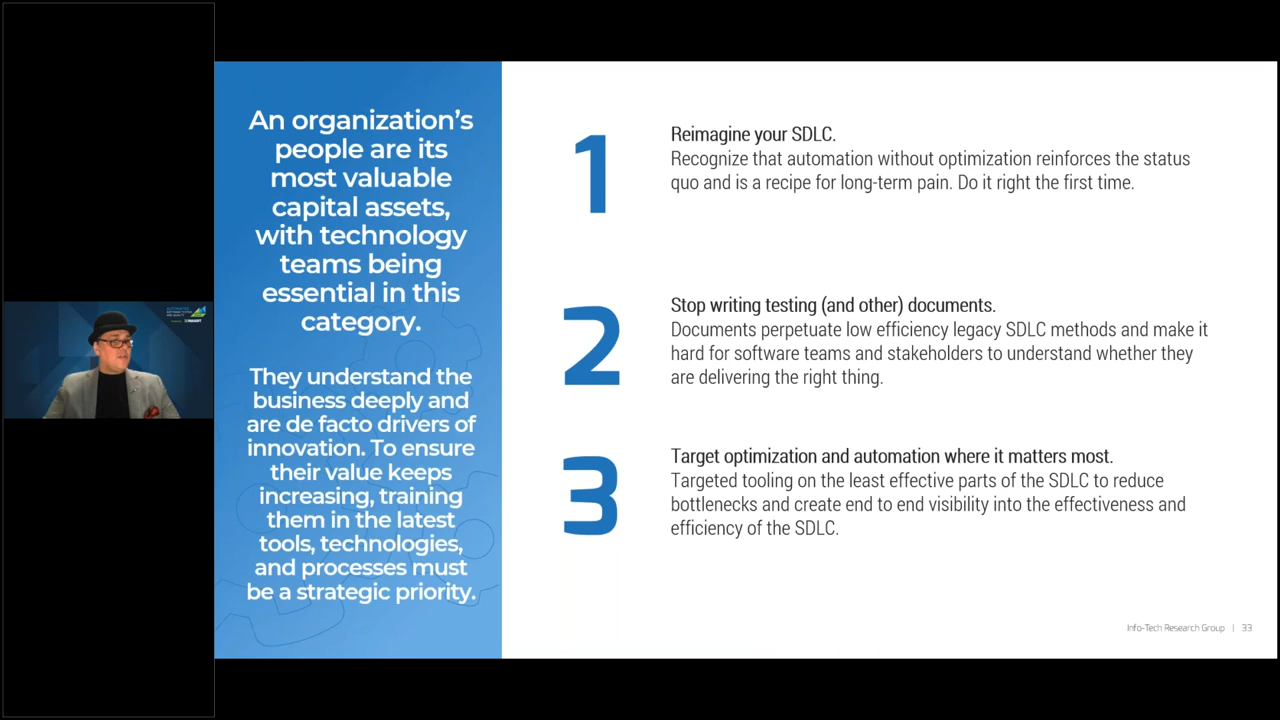 An organization's
people are its
most valuable
capital assets,
with technology
teams being
essential in this
category.
They understand the
business deeply and
are de facto drivers of
innovation. To ensure
their value keeps
increasing, training
them in the latest
tools, technologies,
and processes must
be a strategic priority.
1
Reimagine your SDLC.
Recognize that automation without optimization reinforces the status
quo and is a recipe for long-term pain. Do it right the first time.
2
Stop writing testing (and other) documents.
Documents perpetuate low efficiency legacy SDLC methods and make it
hard for software teams and stakeholders to understand whether they
are delivering the right thing.
3
Target optimization and automation where it matters most.
Targeted tooling on the least effective parts of the SDLC to reduce
bottlenecks and create end to end visibility into the effectiveness and
efficiency of the SDLC.
Info-Tech Research Group | 33